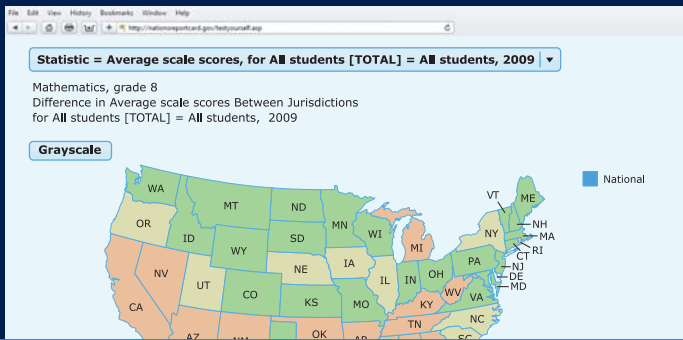 File Edit View History Bookmarks Window Help
http://nationsreportcard.gov/testyourself.asp
Statistic = Average scale scores, for All students [TOTAL] = All students, 2009
Mathematics, grade 8
Difference in Average scale scores Between Jurisdictions
for All students [TOTAL] = All students, 2009
Grayscale
National
WA
MT
ND
VT
ME
OR
ID
MN
WI
NY
NH
MA
SD
WY
MI
RI
CT
IA
PA
NE
NJ
NV
UT
IL
IN
OH
DE
MD
CO
WV
VA
CA
KS
MO
KY
NC
TN
AZ
NM
OK
AR
SC